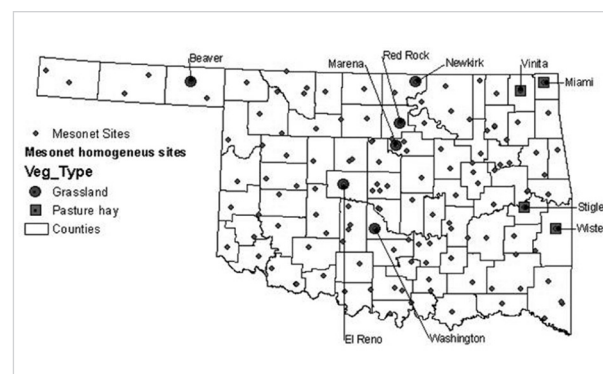 Beaver
Marena
Red Rock
Newkirk
Vinita
Miami
Mesonet Sites
Mesonet homogeneus sites
Veg_Type
Grassland
Pasture hay
Counties
Stigle
Wiste
El Reno
Washington